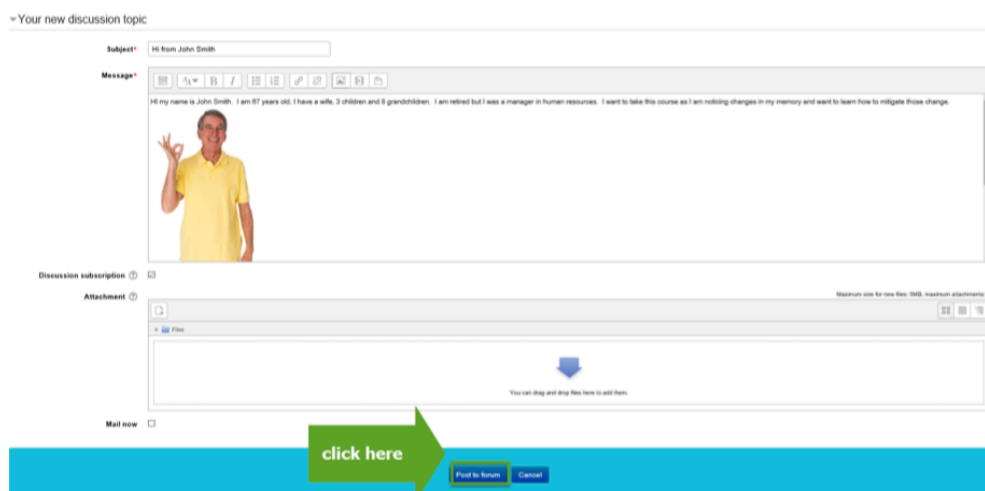 Your new discussion topic
Subject*
Hi from John Smith
Message*
Hi my name is John Smith. I am 67 years old, I have a wife, 3 children and 8 grandchildren. I am retired but I was a manager in human resources. I want to take this course as I am noticing changes in my memory and want to learn how to mitigate those change.
Discussion subscription
Attachment
Maximum size for new files: 5MB, maximum attachments:
Files
You can drag and drop files here to add them.
Mail now
click here
Post to forum
Cancel